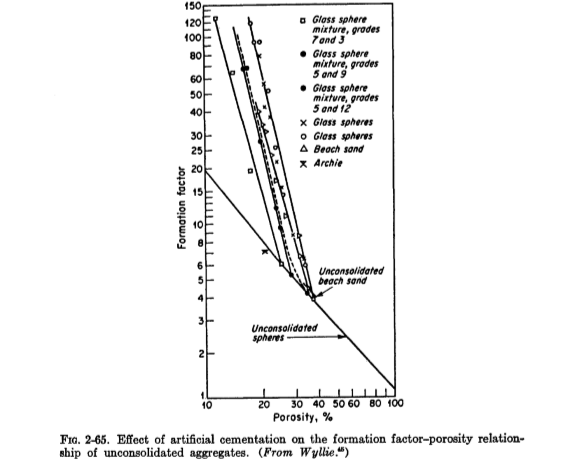 150
120
100
80
60
50
40
30
25
20
15
10
8
6
5
4
3
2
1
Formation factor
Glass sphere
mixture, grades
7 and 3
Glass sphere
mixture, grades
5 and 9
Glass sphere
mixture, grades
5 and 12
Glass spheres
Glass spheres
Beach sand
Archie
Unconsolidated
beach sand
Unconsolidated
spheres
10 20 30 40 50 60 80 100
Porosity, %
FIG. 2-65. Effect of artificial cementation on the formation factor–porosity relation-
ship of unconsolidated aggregates. (From Wyllie.)